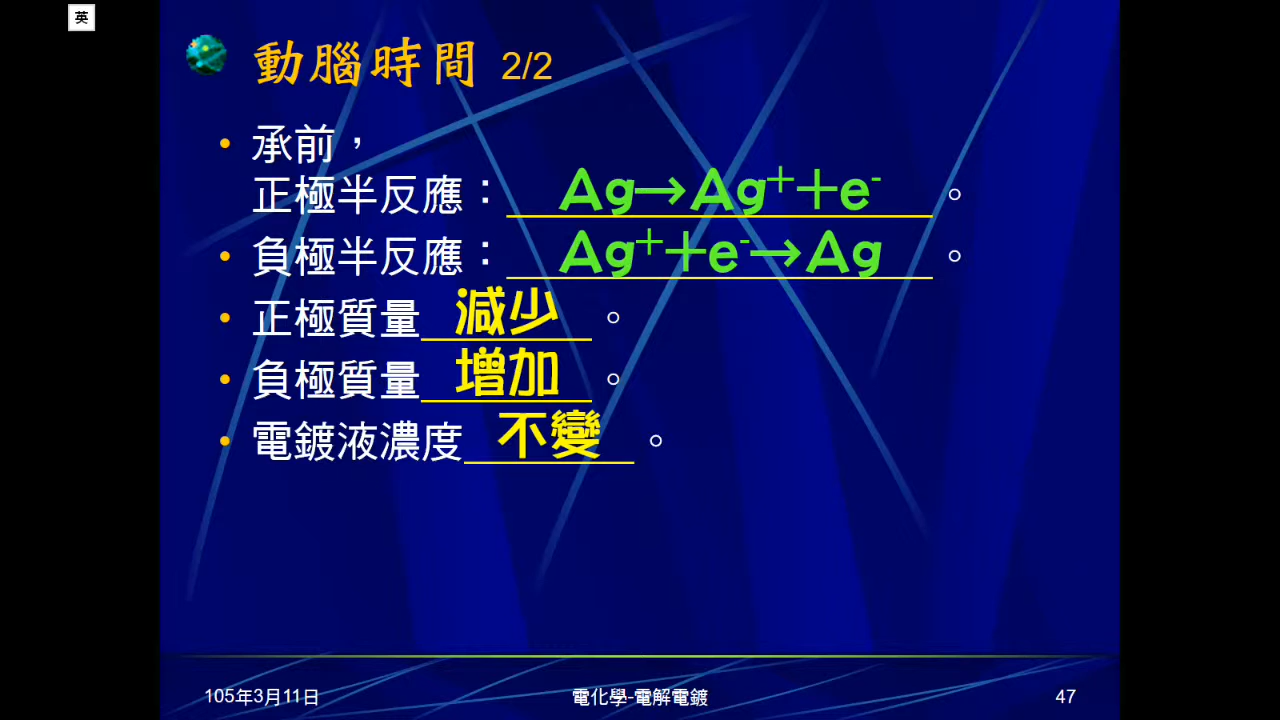 英
動腦時間 2/2
• 承前，
正極半反應：Ag→Ag⁺＋e⁻。
• 負極半反應：Ag⁺＋e⁻→Ag。
• 正極質量減少。
• 負極質量增加。
• 電鍍液濃度不變。
105年3月11日
電化學-電解電鍍
47